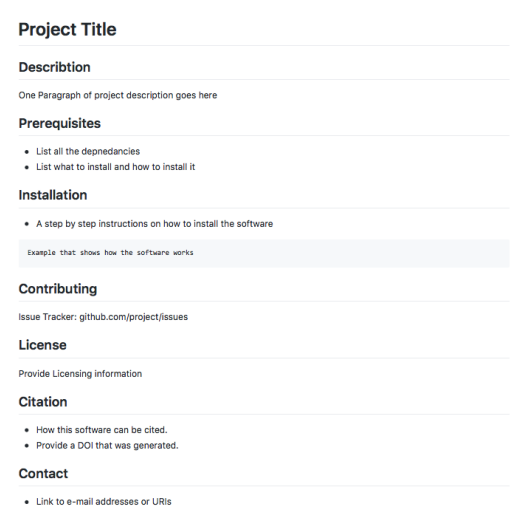 Project Title
Describtion
One Paragraph of project description goes here
Prerequisites
List all the depnedancies
List what to install and how to install it
Installation
A step by step instructions on how to install the software
Example that shows how the software works
Contributing
Issue Tracker: github.com/project/issues
License
Provide Licensing information
Citation
How this software can be cited.
Provide a DOI that was generated.
Contact
Link to e-mail addresses or URIs